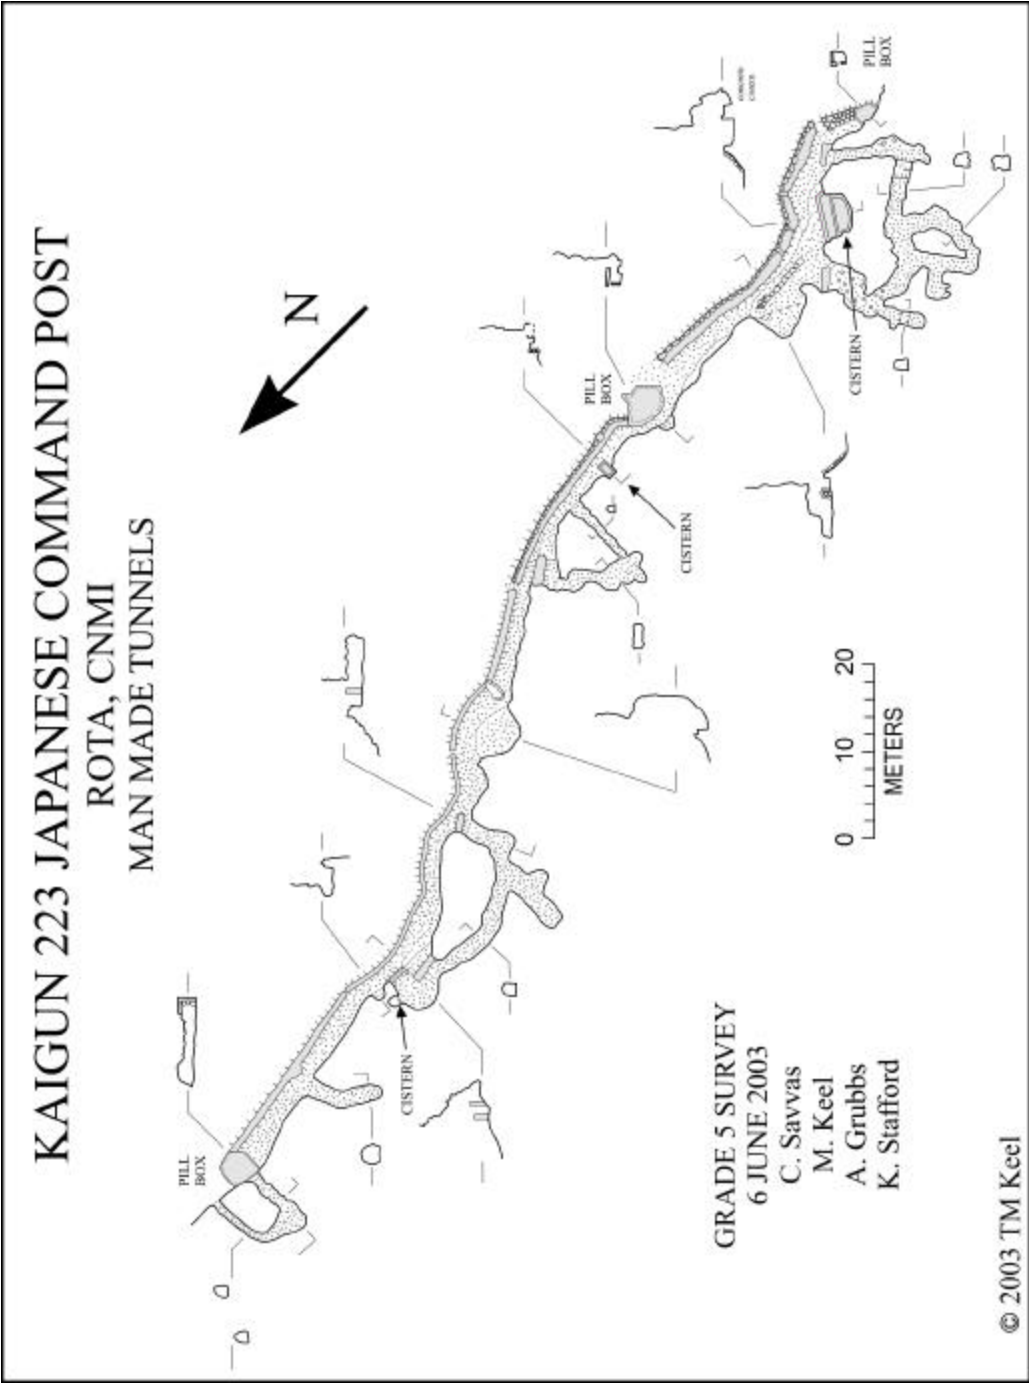 KAIGUN 223 JAPANESE COMMAND POST
ROTA, CNMI
MAN MADE TUNNELS
N
PILL
BOX
CISTERN
PILL
BOX
CISTERN
CISTERN
PILL
BOX
0 10 20
METERS
GRADE 5 SURVEY
6 JUNE 2003
C. Savvas
M. Keel
A. Grubbs
K. Stafford
© 2003 TM Keel